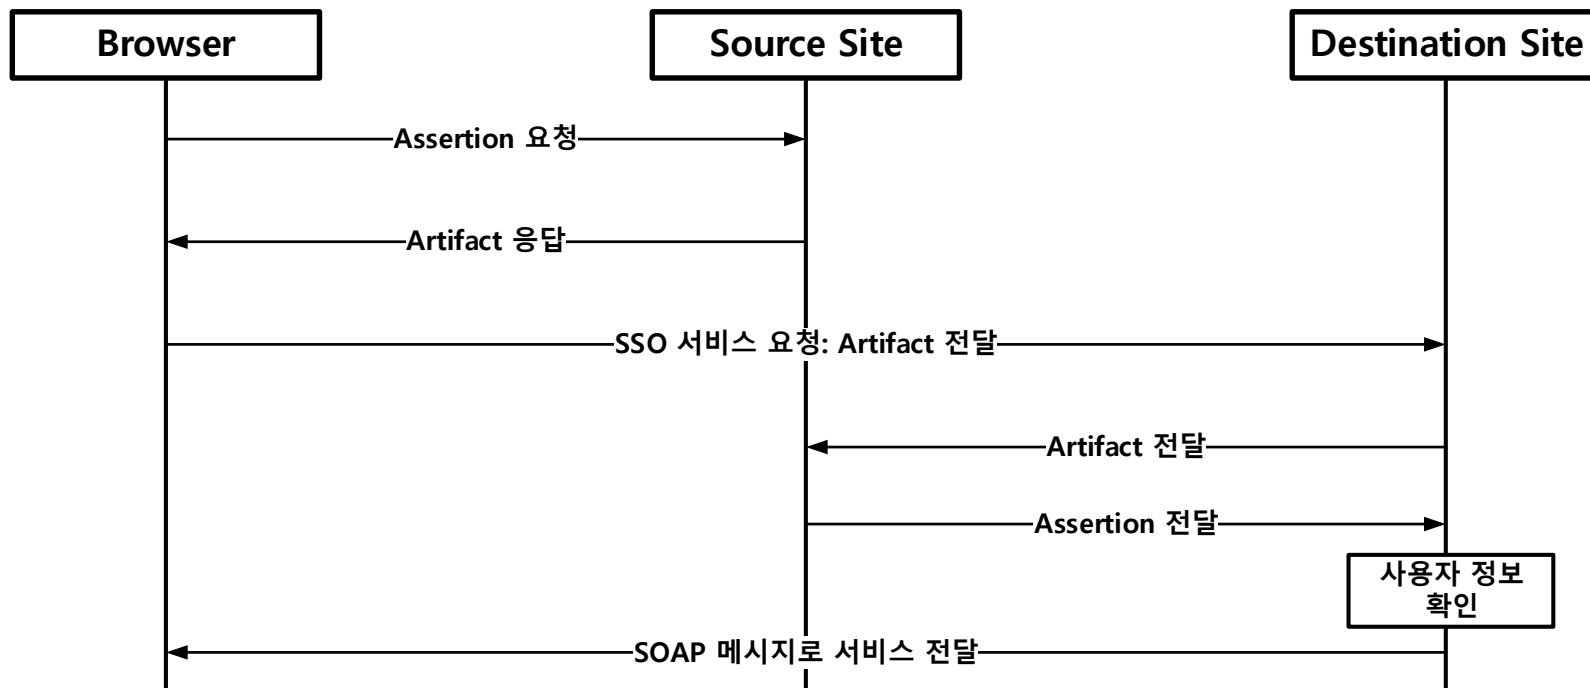 Browser
Source Site
Destination Site
Assertion 요청
Artifact 응답
SSO 서비스 요청: Artifact 전달
Artifact 전달
Assertion 전달
사용자 정보
확인
SOAP 메시지로 서비스 전달